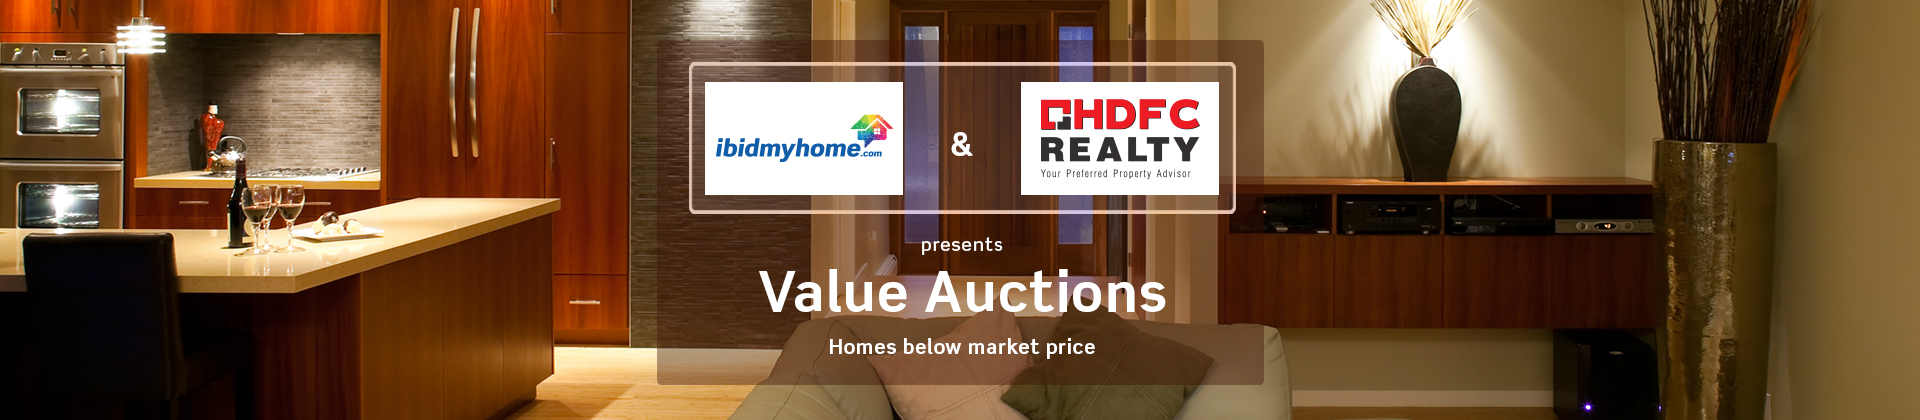 ibidmyhome.com
&
HDFC
REALTY
Your Preferred Property Advisor
presents
Value Auctions
Homes below market price